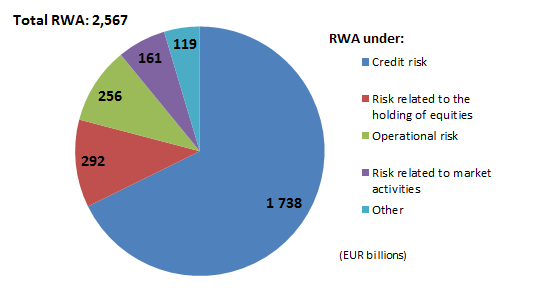 Total RWA: 2,567
RWA under:
Credit risk
Risk related to the
holding of equities
Operational risk
Risk related to market
activities
Other
(EUR billions)
119
161
256
292
1 738